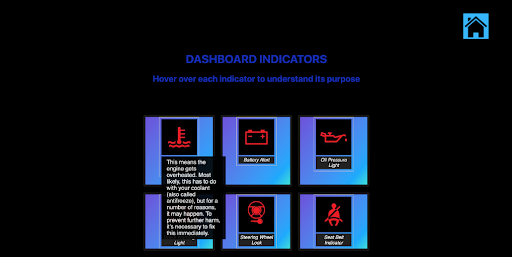 DASHBOARD INDICATORS
Hover over each indicator to understand its purpose
Battery Alert
Oil Pressure
Light
This means the
engine gets
overheated. Most
likely, this has to do
with your coolant
(also called
antifreeze), but for a
number of reasons,
it may happen. To
prevent further harm,
it's necessary to fix
this immediately.
Light
Steering Wheel
Lock
Seat Belt
Indicator